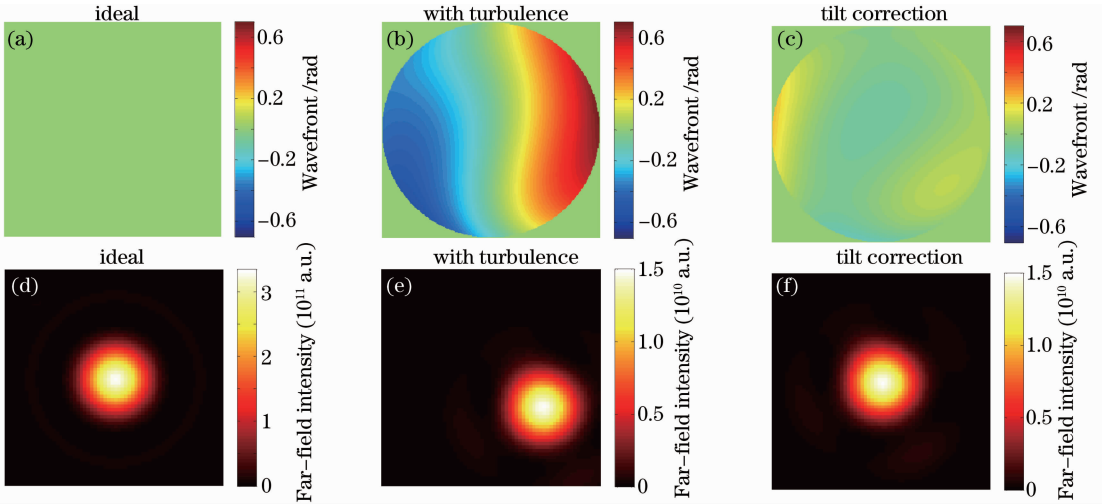 ideal
(a)
0.6
0.2
−0.2
−0.6
Wavefront /rad
with turbulence
(b)
0.6
0.2
−0.2
−0.6
Wavefront /rad
tilt correction
(c)
0.6
0.2
−0.2
−0.6
Wavefront /rad
ideal
(d)
3
2
1
0
Far−field intensity (10¹¹ a.u.)
with turbulence
(e)
1.5
1.0
0.5
0
Far−field intensity (10¹⁰ a.u.)
tilt correction
(f)
1.5
1.0
0.5
0
Far−field intensity (10¹⁰ a.u.)